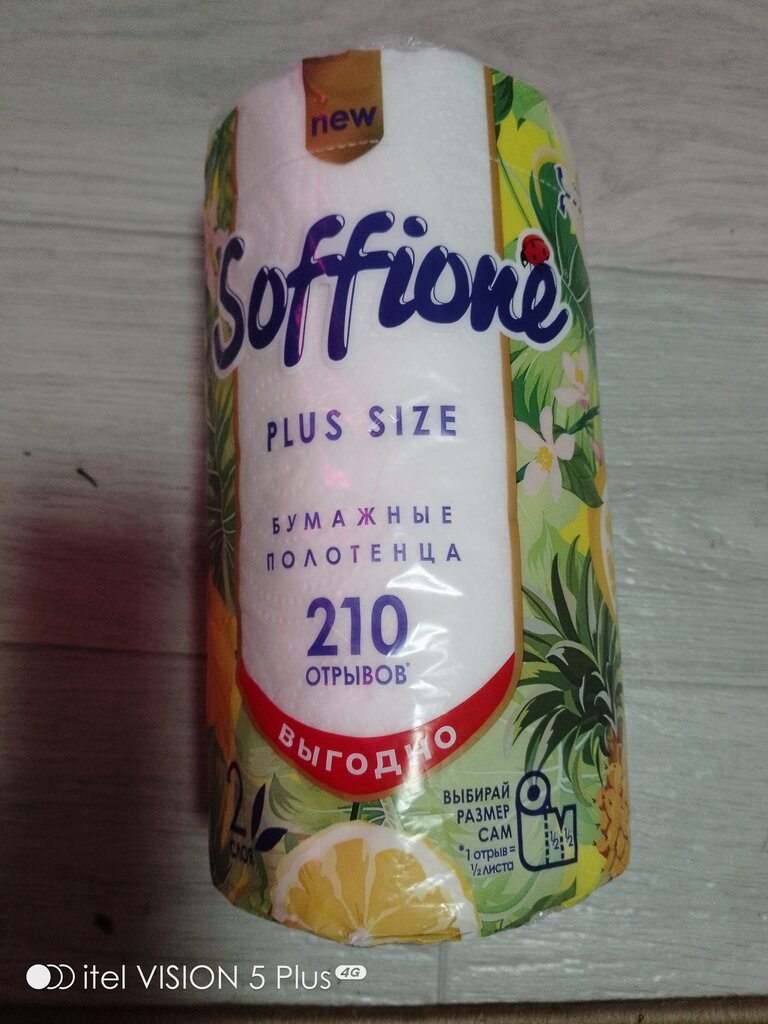 new
Soffione
PLUS SIZE
БУМАЖНЫЕ
ПОЛОТЕНЦА
210
ОТРЫВОВ*
ВЫГОДНО
2
СЛОЯ
ВЫБИРАЙ
РАЗМЕР
САМ
*1 отрыв=
½ листа
½ ½
itel VISION 5 Plus 4G